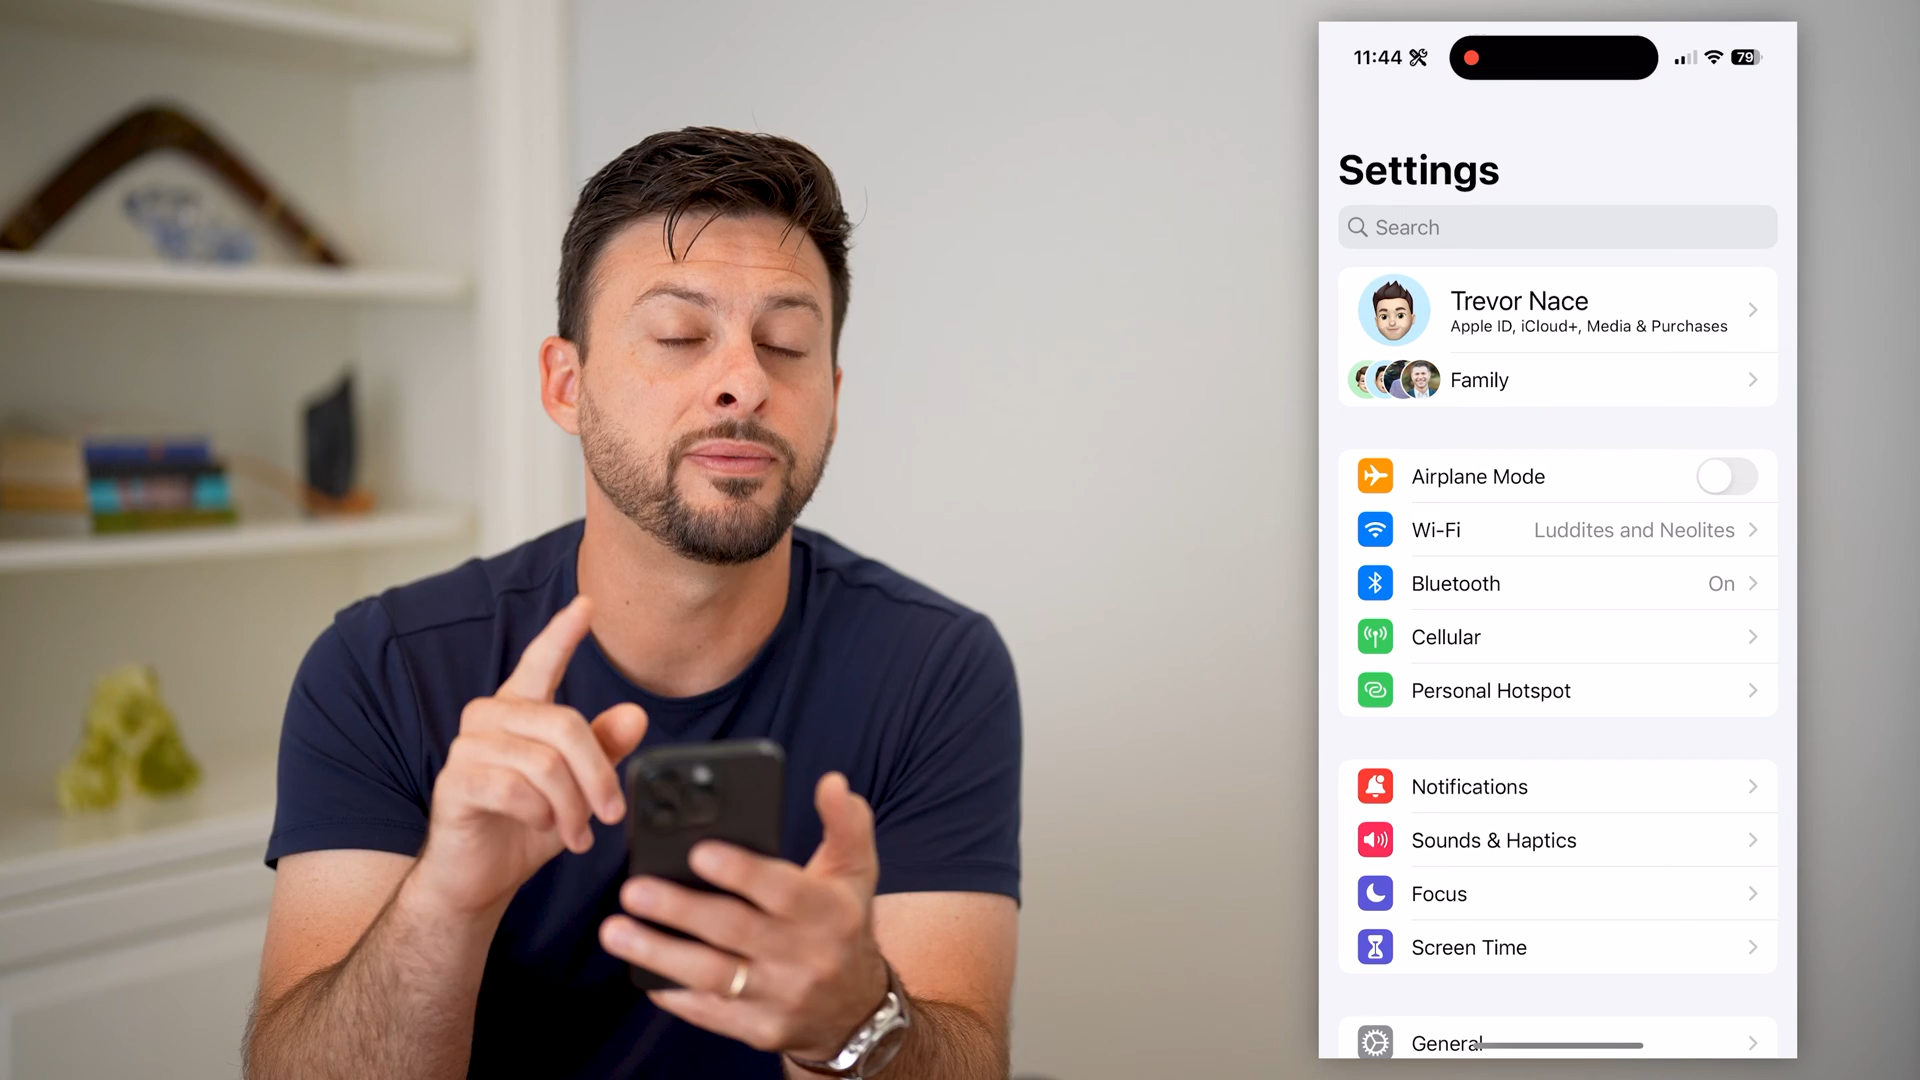 11:44
79
Settings
Search
Trevor Nace
Apple ID, iCloud+, Media & Purchases
Family
Airplane Mode
Wi-Fi Luddites and Neolites
Bluetooth On
Cellular
Personal Hotspot
Notifications
Sounds & Haptics
Focus
Screen Time
General